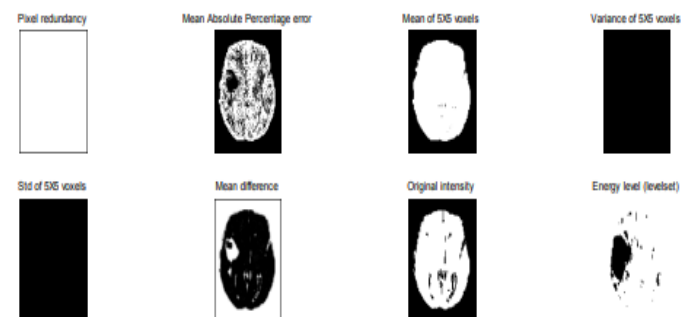 Pixel redundancy
Mean Absolute Percentage error
Mean of 5X5 voxels
Variance of 5X5 voxels
Std of 5X5 voxels
Mean difference
Original intensity
Energy level (levelset)